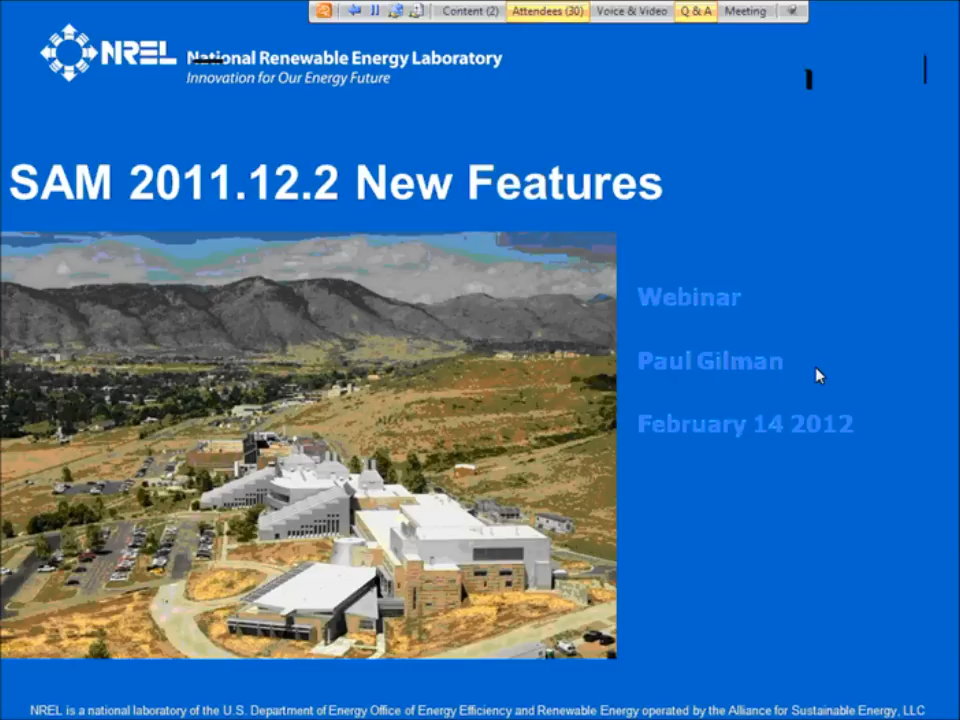 Content (2) Attendees (30) Voice & Video Q & A Meeting
NREL National Renewable Energy Laboratory
Innovation for Our Energy Future
SAM 2011.12.2 New Features
Webinar
Paul Gilman
February 14 2012
NREL is a national laboratory of the U.S. Department of Energy Office of Energy Efficiency and Renewable Energy operated by the Alliance for Sustainable Energy, LLC